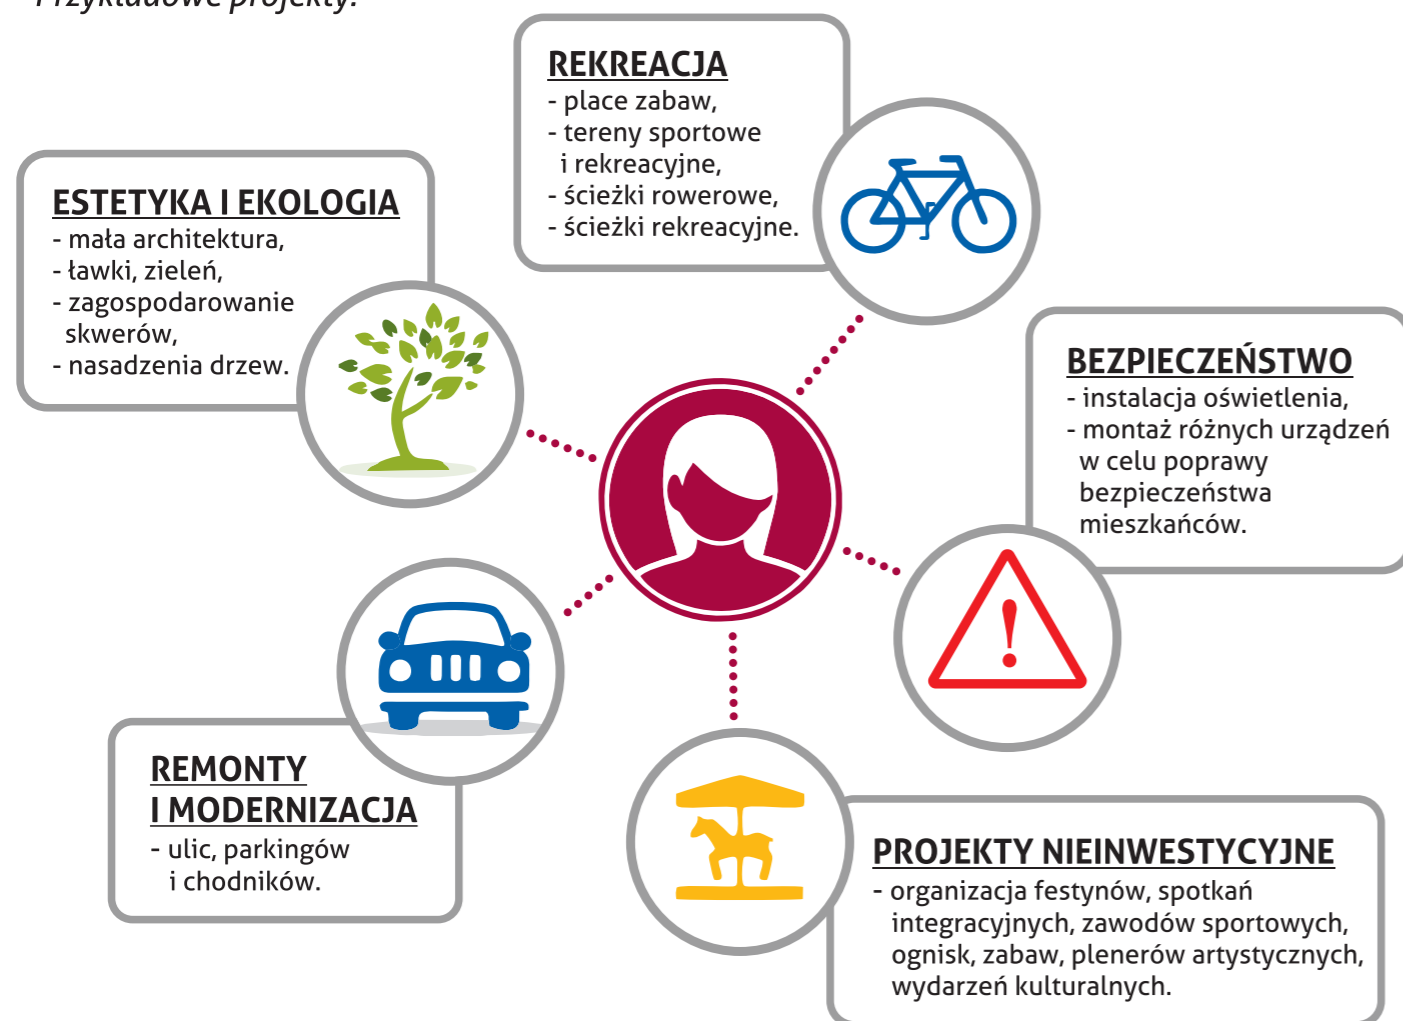 Przykładowe projekty:
REKREACJA
- place zabaw,
- tereny sportowe
i rekreacyjne,
- ścieżki rowerowe,
- ścieżki rekreacyjne.
ESTETYKA I EKOLOGIA
- mała architektura,
- ławki, zieleń,
- zagospodarowanie
skwerów,
- nasadzenia drzew.
BEZPIECZEŃSTWO
- instalacja oświetlenia,
- montaż różnych urządzeń
w celu poprawy
bezpieczeństwa
mieszkańców.
REMONTY
I MODERNIZACJA
- ulic, parkingów
i chodników.
PROJEKTY NIEINWESTYCYJNE
- organizacja festynów, spotkań
integracyjnych, zawodów sportowych,
ognisk, zabaw, plenerów artystycznych,
wydarzeń kulturalnych.